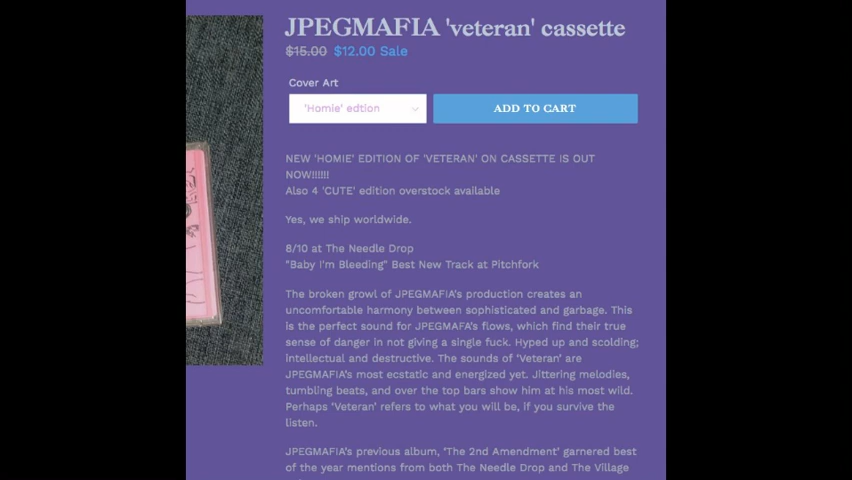 JPEGMAFIA 'veteran' cassette
$15.00 $12.00 Sale
Cover Art
'Homie' edtion
ADD TO CART
NEW 'HOMIE' EDITION OF 'VETERAN' ON CASSETTE IS OUT
NOW!!!!!!
Also 4 'CUTE' edition overstock available
Yes, we ship worldwide.
8/10 at The Needle Drop
"Baby I'm Bleeding" Best New Track at Pitchfork
The broken growl of JPEGMAFIA's production creates an
uncomfortable harmony between sophisticated and garbage. This
is the perfect sound for JPEGMAFA's flows, which find their true
sense of danger in not giving a single fuck. Hyped up and scolding;
intellectual and destructive. The sounds of 'Veteran' are
JPEGMAFIA's most ecstatic and energized yet. Jittering melodies,
tumbling beats, and over the top bars show him at his most wild.
Perhaps 'Veteran' refers to what you will be, if you survive the
listen.
JPEGMAFIA's previous album, 'The 2nd Amendment' garnered best
of the year mentions from both The Needle Drop and The Village